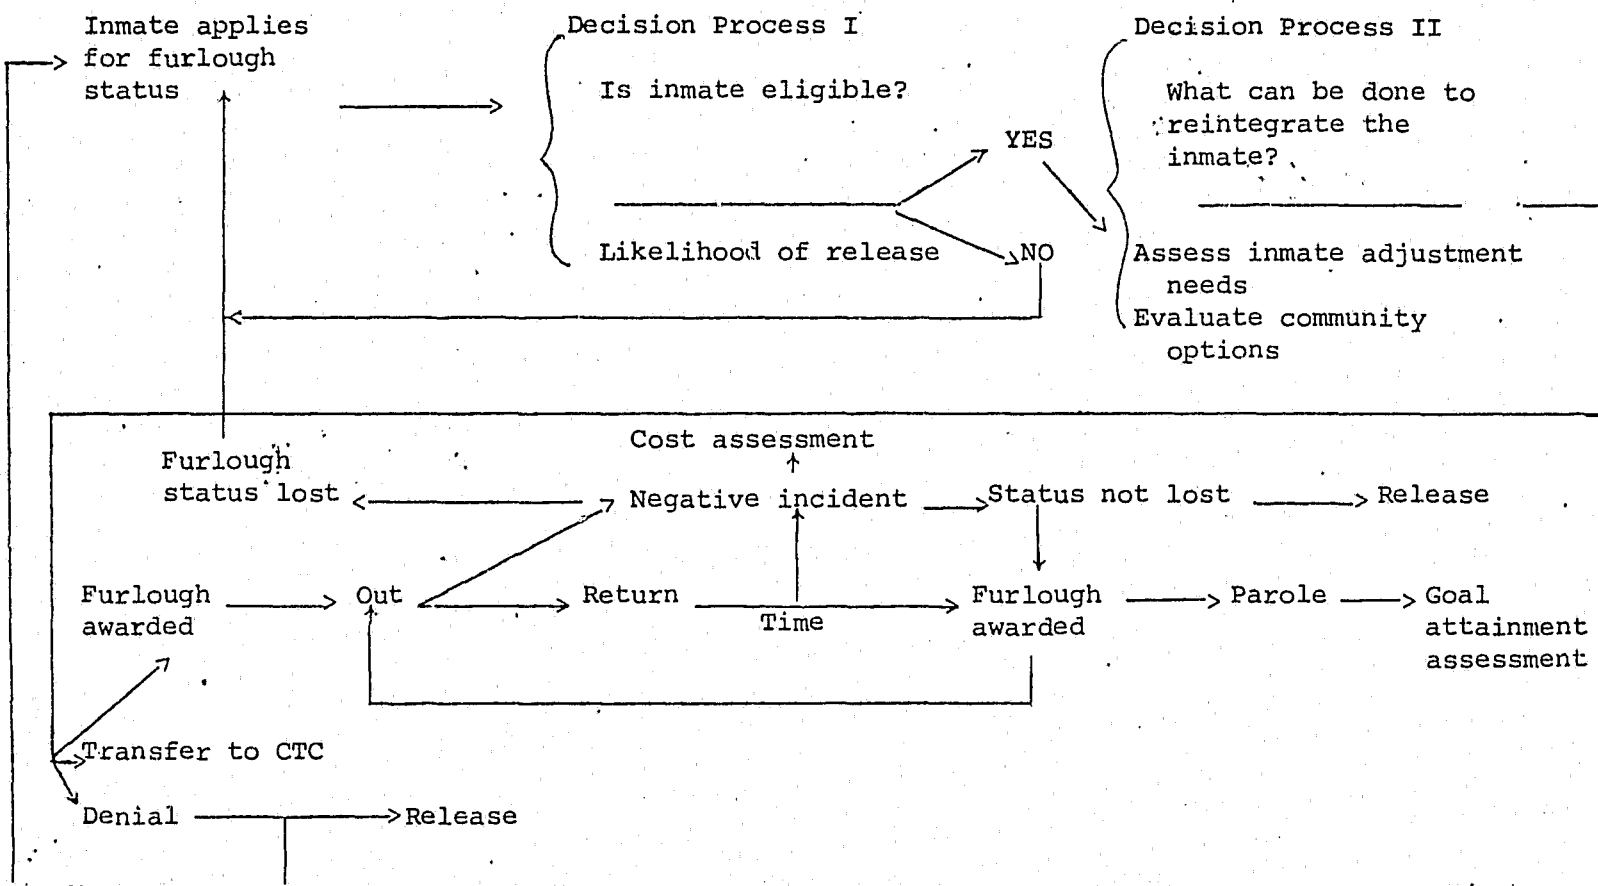 Inmate applies
for furlough
status
Decision Process I
Is inmate eligible?
YES
Likelihood of release
NO
Decision Process II
What can be done to
reintegrate the
inmate?
Assess inmate adjustment
needs
Evaluate community
options
Cost assessment
Furlough
status lost
Negative incident
Status not lost
Release
Furlough
awarded
Out
Return
Time
Furlough
awarded
Parole
Goal
attainment
assessment
Transfer to CTC
Denial
Release